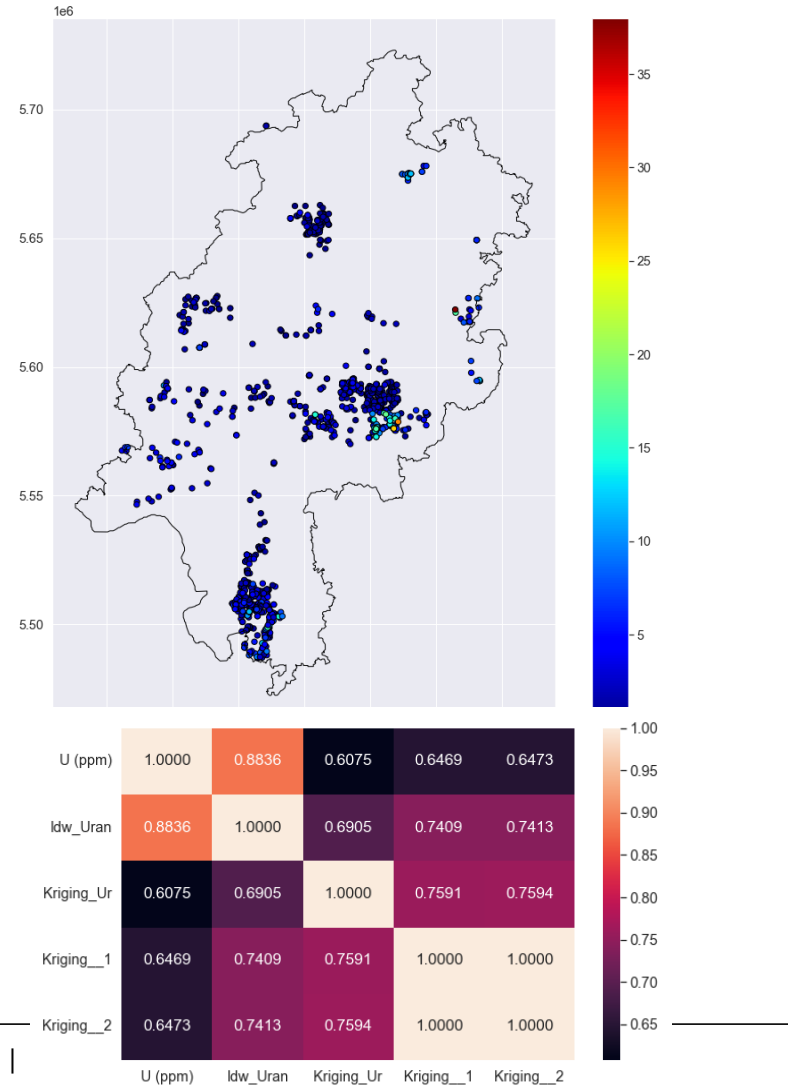 1e6
5.70
5.65
5.60
5.55
5.50
35
30
25
20
15
10
5
U (ppm) 1.0000 0.8836 0.6075 0.6469 0.6473
Idw_Uran 0.8836 1.0000 0.6905 0.7409 0.7413
Kriging_Ur 0.6075 0.6905 1.0000 0.7591 0.7594
Kriging__1 0.6469 0.7409 0.7591 1.0000 1.0000
Kriging__2 0.6473 0.7413 0.7594 1.0000 1.0000
U (ppm) Idw_Uran Kriging_Ur Kriging__1 Kriging__2
1.00
0.95
0.90
0.85
0.80
0.75
0.70
0.65